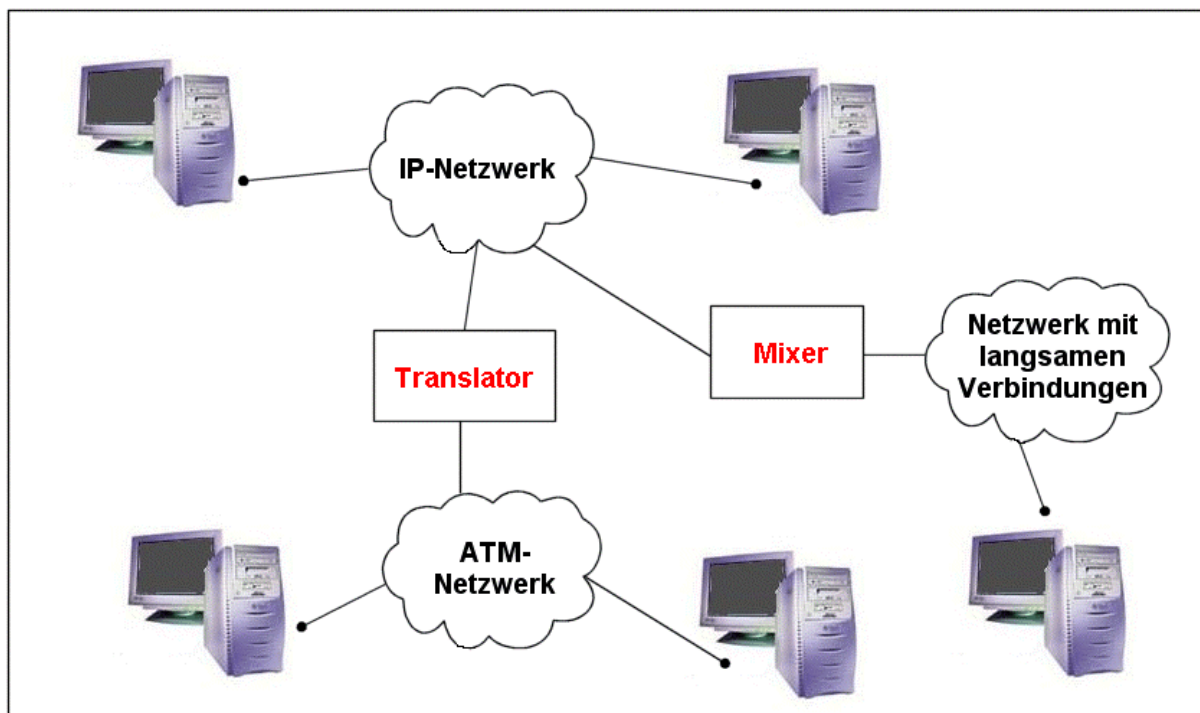 IP-Netzwerk
Translator
Mixer
Netzwerk mit
langsamen
Verbindungen
ATM-
Netzwerk